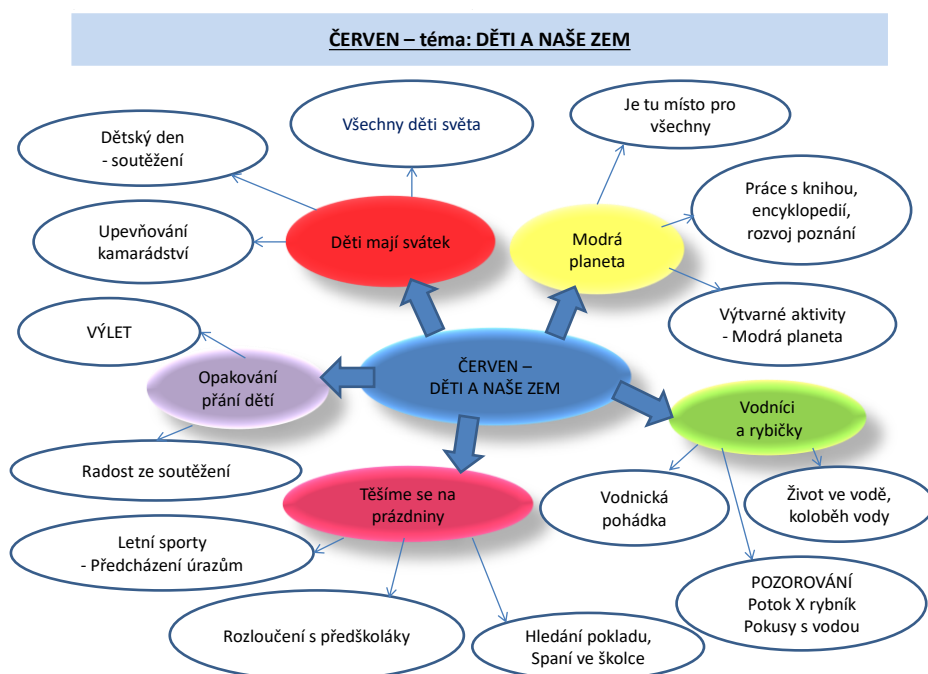 ČERVEN – téma: DĚTI A NAŠE ZEM
Dětský den
- soutěžení
Všechny děti světa
Je tu místo pro
všechny
Upevňování
kamarádství
Děti mají svátek
Modrá
planeta
Práce s knihou,
encyklopedií,
rozvoj poznání
Výtvarné aktivity
- Modrá planeta
VÝLET
Opakování
přání dětí
ČERVEN –
DĚTI A NAŠE ZEM
Vodníci
a rybičky
Radost ze soutěžení
Těšíme se na
prázdniny
Vodnická
pohádka
Život ve vodě,
koloběh vody
Letní sporty
- Předcházení úrazům
Rozloučení s předškoláky
Hledání pokladu,
Spaní ve školce
POZOROVÁNÍ
Potok X rybník
Pokusy s vodou